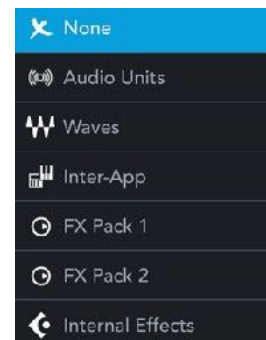 None
Audio Units
Waves
Inter-App
FX Pack 1
FX Pack 2
Internal Effects